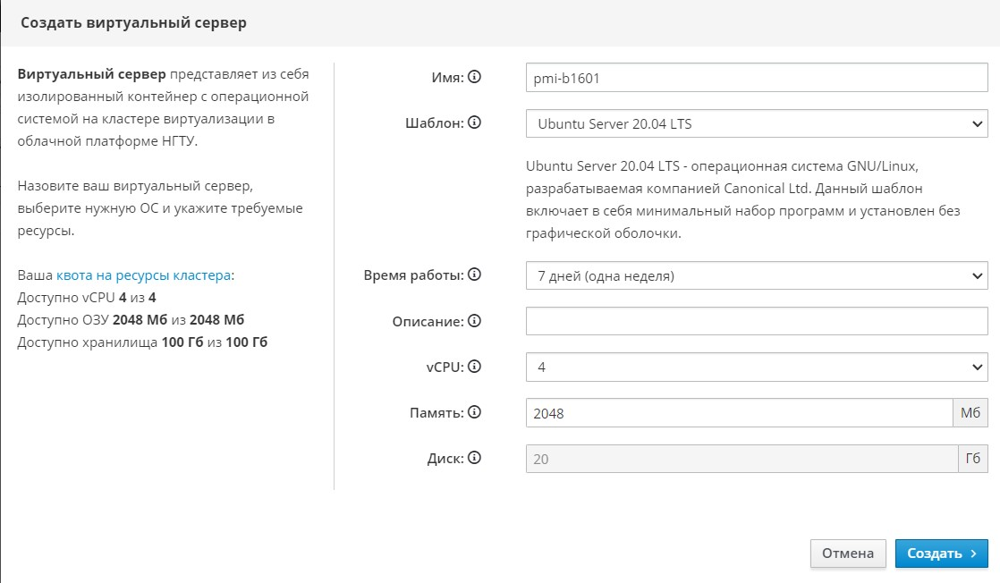 Создать виртуальный сервер
Виртуальный сервер представляет из себя
изолированный контейнер с операционной
системой на кластере виртуализации в
облачной платформе НГТУ.
Назовите ваш виртуальный сервер,
выберите нужную ОС и укажите требуемые
ресурсы.
Ваша квота на ресурсы кластера:
Доступно vCPU 4 из 4
Доступно ОЗУ 2048 Мб из 2048 Мб
Доступно хранилища 100 Гб из 100 Гб
Имя: pmi-b1601
Шаблон: Ubuntu Server 20.04 LTS
Ubuntu Server 20.04 LTS - операционная система GNU/Linux,
разрабатываемая компанией Canonical Ltd. Данный шаблон
включает в себя минимальный набор программ и установлен без
графической оболочки.
Время работы: 7 дней (одна неделя)
Описание:
vCPU: 4
Память: 2048 Мб
Диск: 20 Гб
Отмена Создать